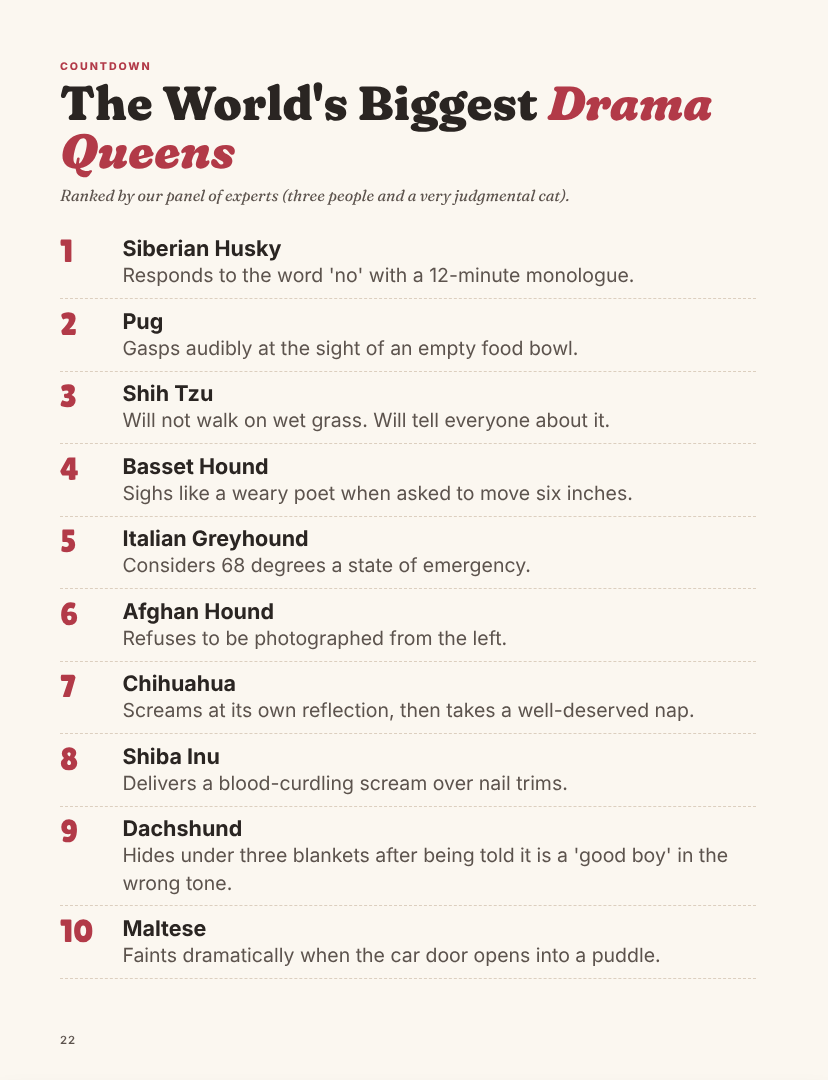 COUNTDOWN
The World's Biggest Drama
Queens
Ranked by our panel of experts (three people and a very judgmental cat).
1 Siberian Husky
Responds to the word 'no' with a 12-minute monologue.
2 Pug
Gasps audibly at the sight of an empty food bowl.
3 Shih Tzu
Will not walk on wet grass. Will tell everyone about it.
4 Basset Hound
Sighs like a weary poet when asked to move six inches.
5 Italian Greyhound
Considers 68 degrees a state of emergency.
6 Afghan Hound
Refuses to be photographed from the left.
7 Chihuahua
Screams at its own reflection, then takes a well-deserved nap.
8 Shiba Inu
Delivers a blood-curdling scream over nail trims.
9 Dachshund
Hides under three blankets after being told it is a 'good boy' in the
wrong tone.
10 Maltese
Faints dramatically when the car door opens into a puddle.
22